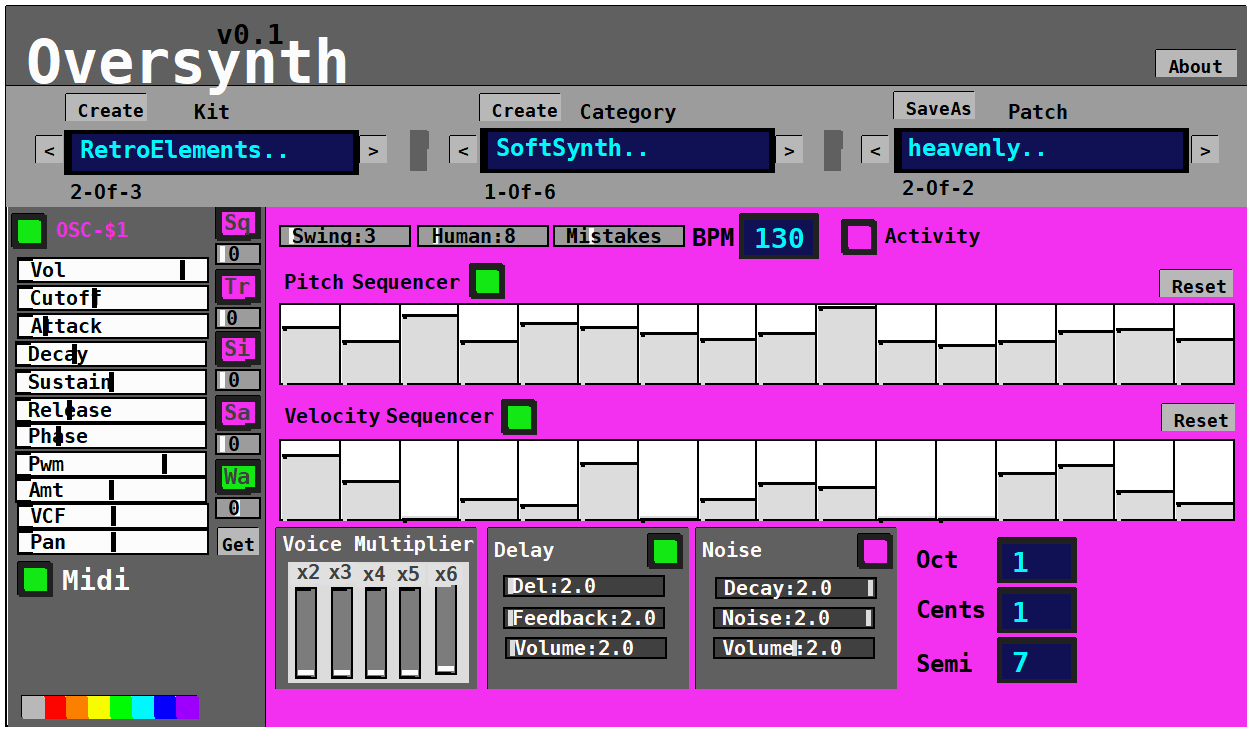 v0.1
Oversynth
About
Create Kit Create Category SaveAs Patch
< RetroElements.. > < SoftSynth.. > < heavenly.. >
2-Of-3 1-Of-6 2-Of-2
OSC-$1 Sq Swing:3 Human:8 Mistakes BPM 130 Activity
0
Vol
Cutoff Tr Pitch Sequencer Reset
Attack 0
Decay Si
Sustain 0
Release Sa Velocity Sequencer Reset
Phase 0
Pwm Wa
Amt
VCF 0
Pan Get Voice Multiplier Delay Noise Oct 1
Midi x2 x3 x4 x5 x6 Del:2.0 Decay:2.0
Feedback:2.0 Noise:2.0 Cents 1
Volume:2.0 Volume:2.0 Semi 7